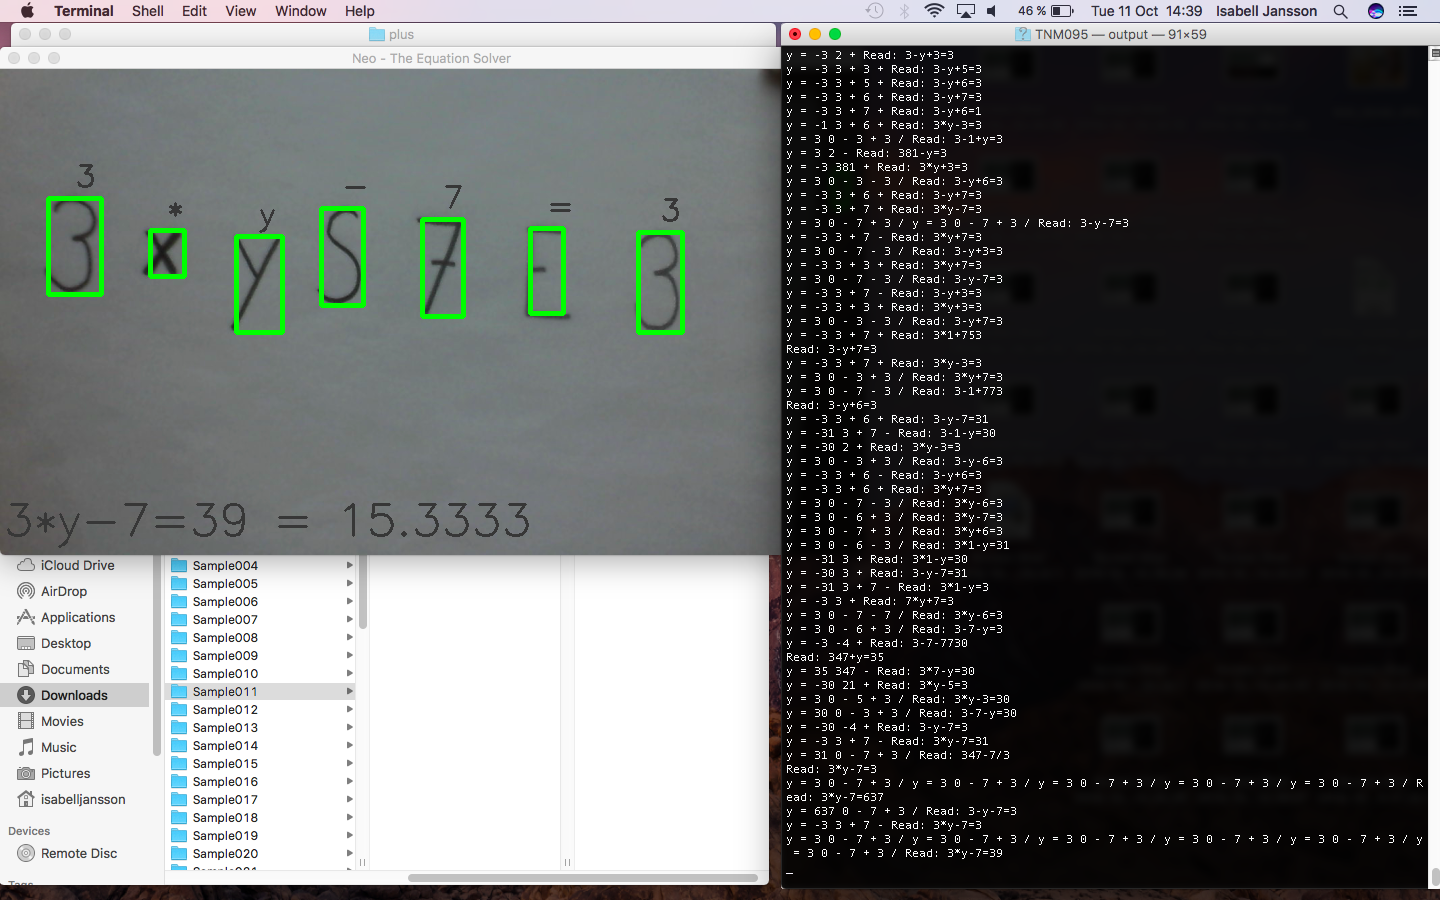 Terminal Shell Edit View Window Help 46 % Tue 11 Oct 14:39 Isabell Jansson
plus
Neo - The Equation Solver
3 * y - 7 = 3
3 x y S 7 - 3
3*y-7=39 = 15.3333
iCloud Drive
AirDrop
Applications
Desktop
Documents
Downloads
Movies
Music
Pictures
isabelljansson
Devices
Remote Disc
Tags
Sample004
Sample005
Sample006
Sample007
Sample008
Sample009
Sample010
Sample011
Sample012
Sample013
Sample014
Sample015
Sample016
Sample017
Sample018
Sample019
Sample020
TNM095 — output — 91×59
y = -3 2 + Read: 3-y+3=3
y = -3 3 + 3 + Read: 3-y+5=3
y = -3 3 + 5 + Read: 3-y+6=3
y = -3 3 + 6 + Read: 3-y+7=3
y = -3 3 + 7 + Read: 3-y+6=1
y = -1 3 + 6 + Read: 3*y-3=3
y = 3 0 - 3 + 3 / Read: 3-1+y=3
y = 3 2 - Read: 381-y=3
y = -3 381 + Read: 3*y+3=3
y = 3 0 - 3 - 3 / Read: 3-y+6=3
y = -3 3 + 6 + Read: 3-y+7=3
y = -3 3 + 7 + Read: 3*y-7=3
y = 3 0 - 7 + 3 / y = 3 0 - 7 + 3 / Read: 3-y-7=3
y = -3 3 + 7 - Read: 3*y+7=3
y = 3 0 - 7 - 3 / Read: 3-y+3=3
y = -3 3 + 3 + Read: 3*y+7=3
y = 3 0 - 7 - 3 / Read: 3-y-7=3
y = -3 3 + 7 - Read: 3-y+3=3
y = -3 3 + 3 + Read: 3*y+3=3
y = 3 0 - 3 - 3 / Read: 3-y+7=3
y = -3 3 + 7 + Read: 3*1+753
Read: 3-y+7=3
y = -3 3 + 7 + Read: 3*y-3=3
y = 3 0 - 3 + 3 / Read: 3*y+7=3
y = 3 0 - 7 - 3 / Read: 3-1+773
Read: 3-y+6=3
y = -3 3 + 6 + Read: 3-y-7=31
y = -31 3 + 7 - Read: 3-1-y=30
y = -30 2 + Read: 3*y-3=3
y = 3 0 - 3 + 3 / Read: 3-y-6=3
y = -3 3 + 6 - Read: 3-y+6=3
y = -3 3 + 6 + Read: 3*y+7=3
y = 3 0 - 7 - 3 / Read: 3*y-6=3
y = 3 0 - 6 + 3 / Read: 3*y-7=3
y = 3 0 - 7 + 3 / Read: 3*y+6=3
y = 3 0 - 6 - 3 / Read: 3*1-y=31
y = -31 3 + Read: 3*1-y=30
y = -30 3 + Read: 3-y-7=31
y = -31 3 + 7 - Read: 3*1-y=3
y = -3 3 + Read: 7*y+7=3
y = 3 0 - 7 - 7 / Read: 3*y-6=3
y = 3 0 - 6 + 3 / Read: 3-7-y=3
y = -3 -4 + Read: 3-7-7730
Read: 347+y=35
y = 35 347 - Read: 3*7-y=30
y = -30 21 + Read: 3*y-5=3
y = 3 0 - 5 + 3 / Read: 3*y-3=30
y = 30 0 - 3 + 3 / Read: 3-7-y=30
y = -30 -4 + Read: 3-y-7=3
y = -3 3 + 7 - Read: 3*y-7=31
y = 31 0 - 7 + 3 / Read: 347-7/3
Read: 3*y-7=3
y = 3 0 - 7 + 3 / y = 3 0 - 7 + 3 / y = 3 0 - 7 + 3 / y = 3 0 - 7 + 3 / y = 3 0 - 7 + 3 / R
ead: 3*y-7=637
y = 637 0 - 7 + 3 / Read: 3-y-7=3
y = -3 3 + 7 - Read: 3*y-7=3
y = 3 0 - 7 + 3 / y = 3 0 - 7 + 3 / y = 3 0 - 7 + 3 / y = 3 0 - 7 + 3 / y = 3 0 - 7 + 3 / y
= 3 0 - 7 + 3 / Read: 3*y-7=39